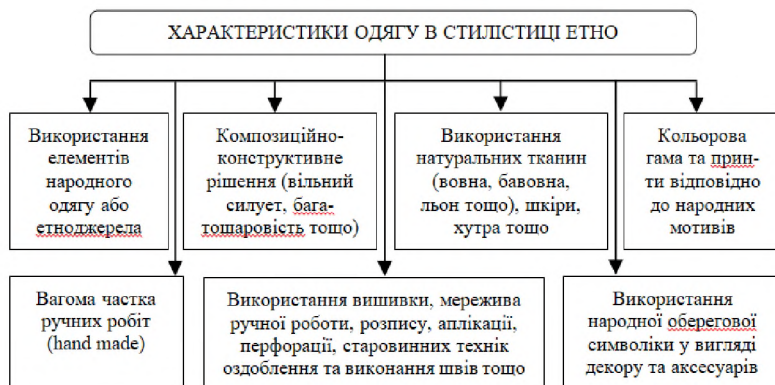 ХАРАКТЕРИСТИКИ ОДЯГУ В СТИЛІСТИЦІ ЕТНО
Використання
елементів
народного
одягу або
етноджерела
Композиційно-
конструктивне
рішення (вільний
силует, бага-
тошаровість тощо)
Використання
натуральних тканин
(вовна, бавовна,
льон тощо), шкіри,
хутра тошо
Кольорова
гама та прин-
ти відповідно
до народних
мотивів
Вагома частка
ручних робіт
(hand made)
Використання вишивки, мережива
ручної роботи, розпису, аплікації,
перфорації, старовинних технік
оздоблення та виконання швів тощо
Використання
народної оберегової
символіки у вигляді
декору та аксесуарів